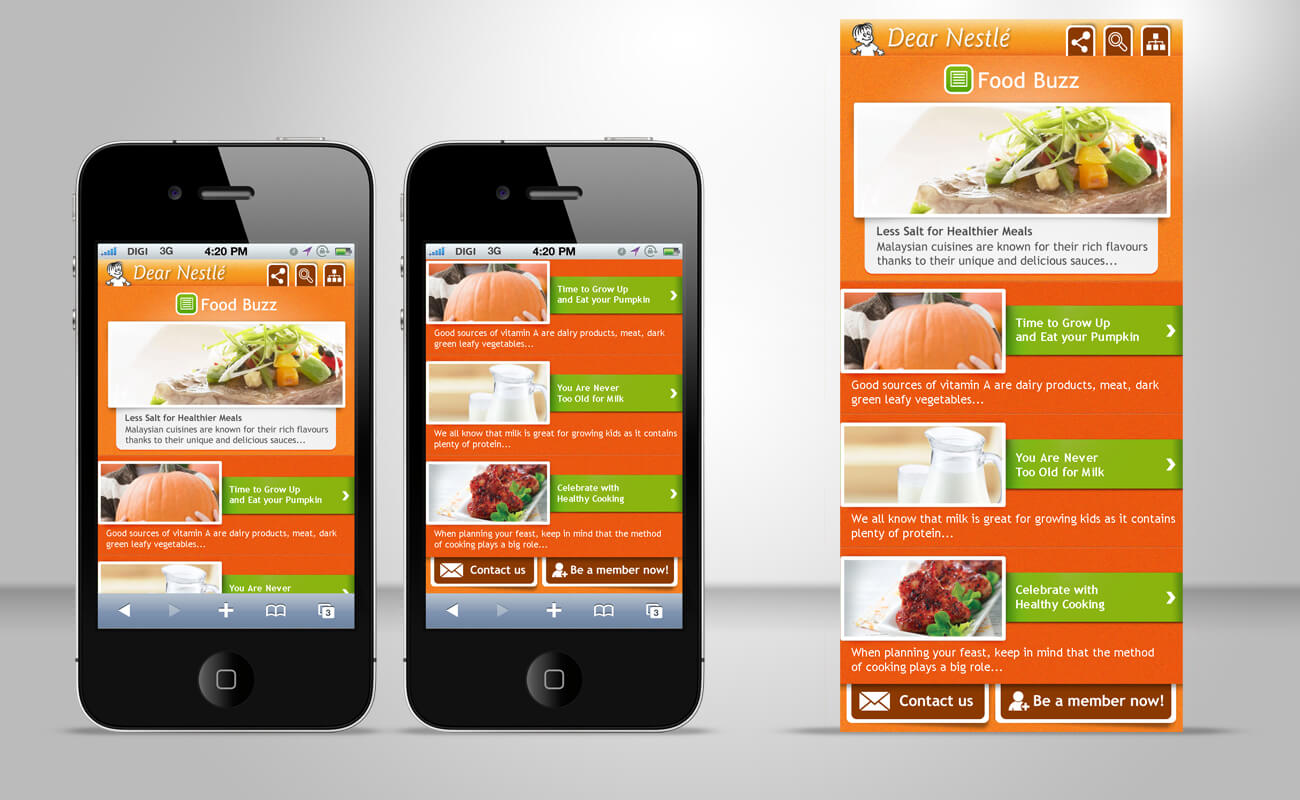 DIGI 3G 4:20 PM
Dear Nestlé
Food Buzz
Less Salt for Healthier Meals
Malaysian cuisines are known for their rich flavours
thanks to their unique and delicious sauces...
Time to Grow Up
and Eat your Pumpkin
Good sources of vitamin A are dairy products, meat, dark
green leafy vegetables...
You Are Never
3
DIGI 3G 4:20 PM
Time to Grow Up
and Eat your Pumpkin
Good sources of vitamin A are dairy products, meat, dark
green leafy vegetables...
You Are Never
Too Old for Milk
We all know that milk is great for growing kids as it contains
plenty of protein...
Celebrate with
Healthy Cooking
When planning your feast, keep in mind that the method
of cooking plays a big role...
Contact us
Be a member now!
3
Dear Nestlé
Food Buzz
Less Salt for Healthier Meals
Malaysian cuisines are known for their rich flavours
thanks to their unique and delicious sauces...
Time to Grow Up
and Eat your Pumpkin
Good sources of vitamin A are dairy products, meat, dark
green leafy vegetables...
You Are Never
Too Old for Milk
We all know that milk is great for growing kids as it contains
plenty of protein...
Celebrate with
Healthy Cooking
When planning your feast, keep in mind that the method
of cooking plays a big role...
Contact us
Be a member now!